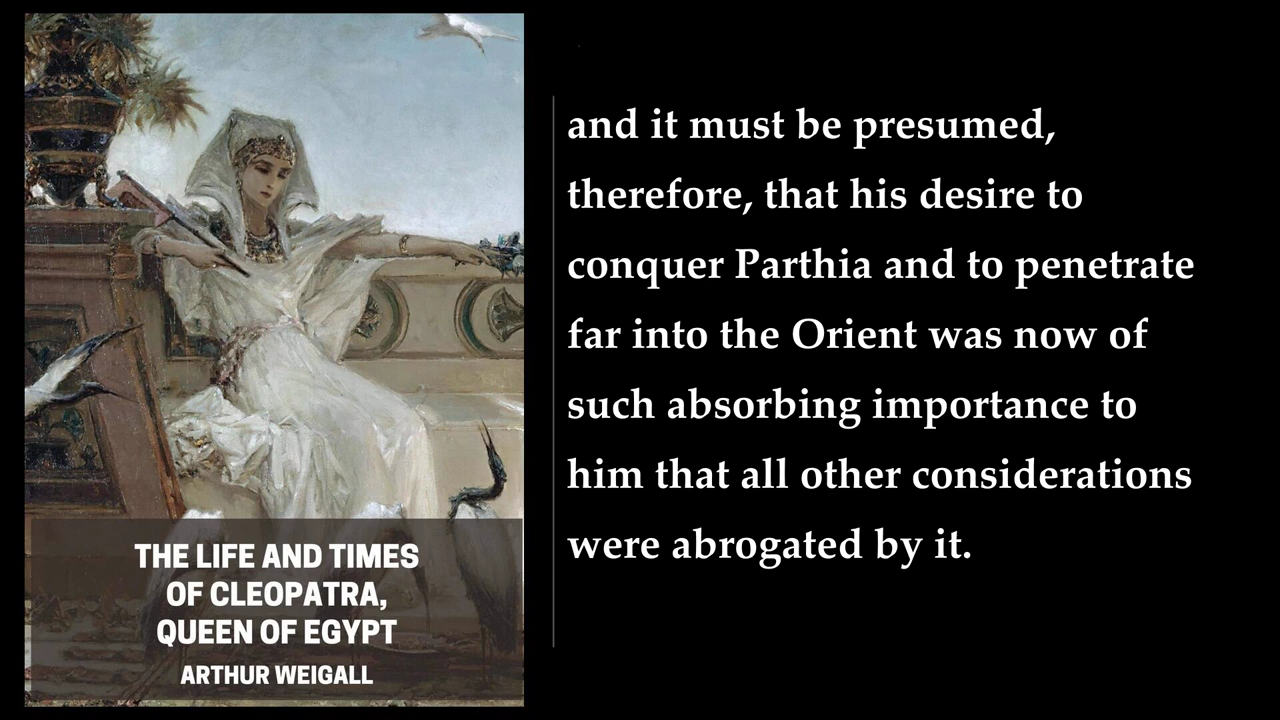 THE LIFE AND TIMES
OF CLEOPATRA,
QUEEN OF EGYPT
ARTHUR WEIGALL
and it must be presumed,
therefore, that his desire to
conquer Parthia and to penetrate
far into the Orient was now of
such absorbing importance to
him that all other considerations
were abrogated by it.